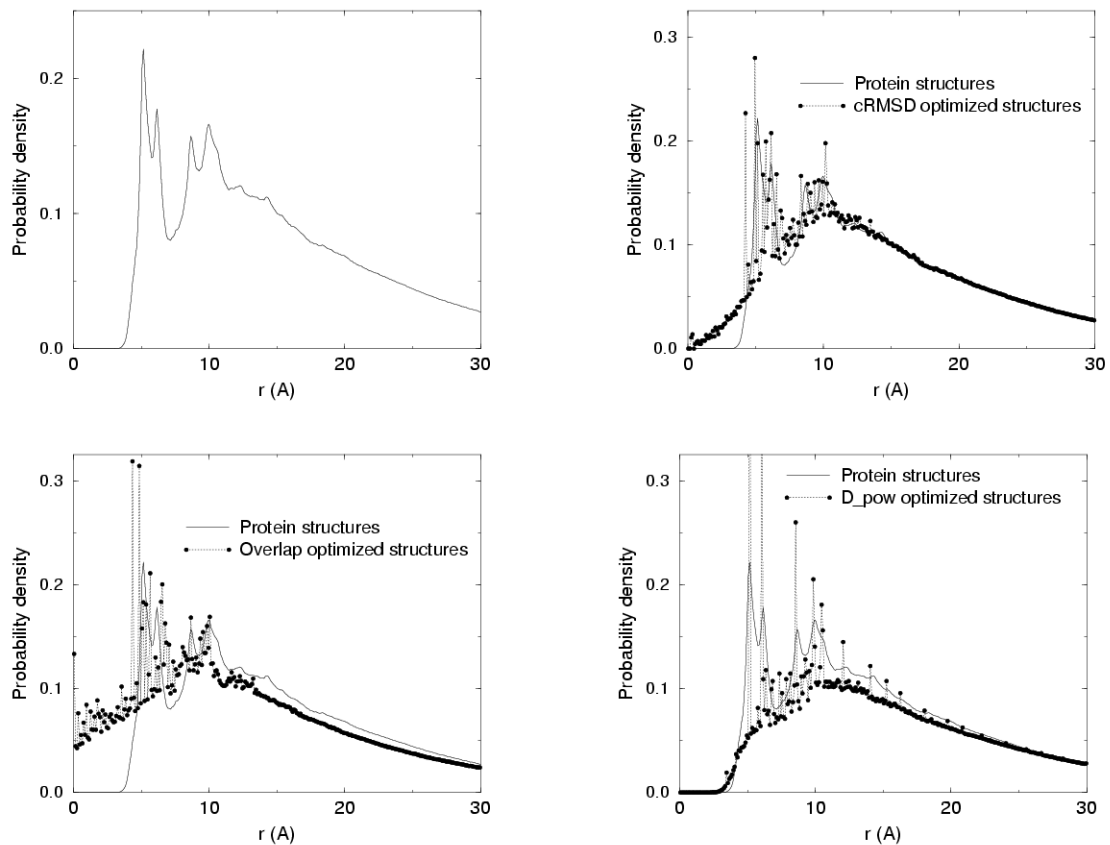 Probability density
0.2
0.1
0.0
0 10 20 30
r (A)
Probability density
0.3
0.2
0.1
0.0
Protein structures
cRMSD optimized structures
0 10 20 30
r (A)
Probability density
0.3
0.2
0.1
0.0
Protein structures
Overlap optimized structures
0 10 20 30
r (A)
Probability density
0.3
0.2
0.1
0.0
Protein structures
D_pow optimized structures
0 10 20 30
r (A)